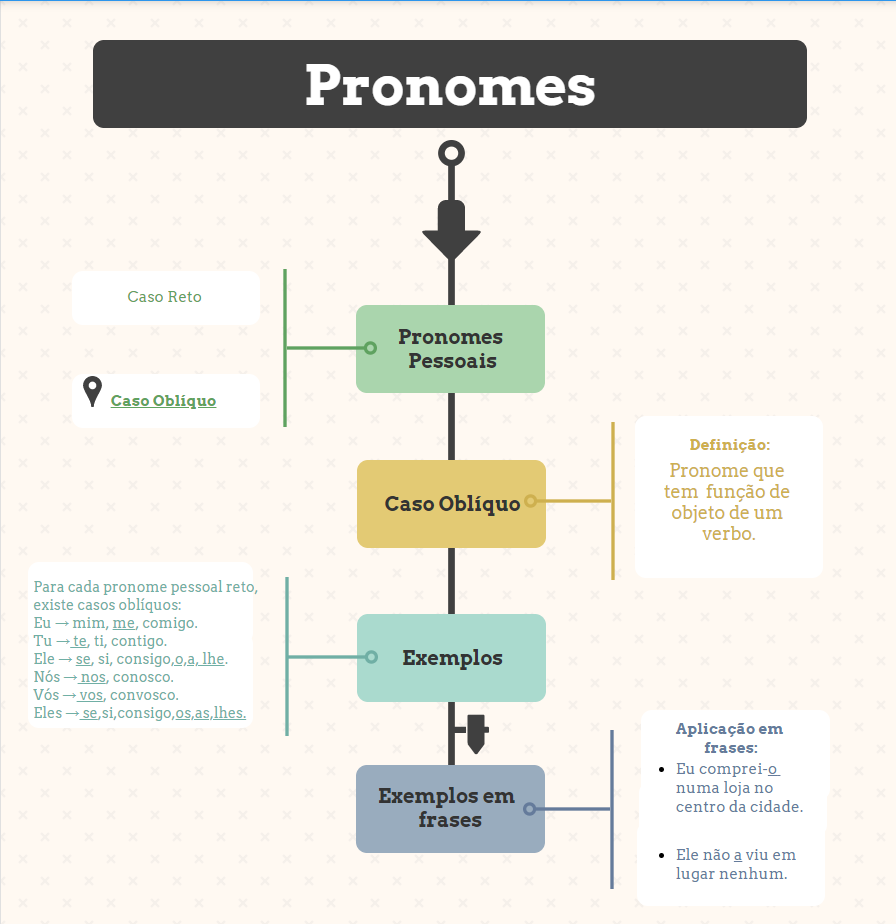 Pronomes
Caso Reto
Caso Oblíquo
Pronomes
Pessoais
Caso Oblíquo
Definição:
Pronome que
tem função de
objeto de um
verbo.
Para cada pronome pessoal reto,
existe casos oblíquos:
Eu → mim, me, comigo.
Tu → te, ti, contigo.
Ele → se, si, consigo,o,a, lhe.
Nós → nos, conosco.
Vós → vos, convosco.
Eles → se,si,consigo,os,as,lhes.
Exemplos
Exemplos em
frases
Aplicação em
frases:
• Eu comprei-o
numa loja no
centro da cidade.
• Ele não a viu em
lugar nenhum.